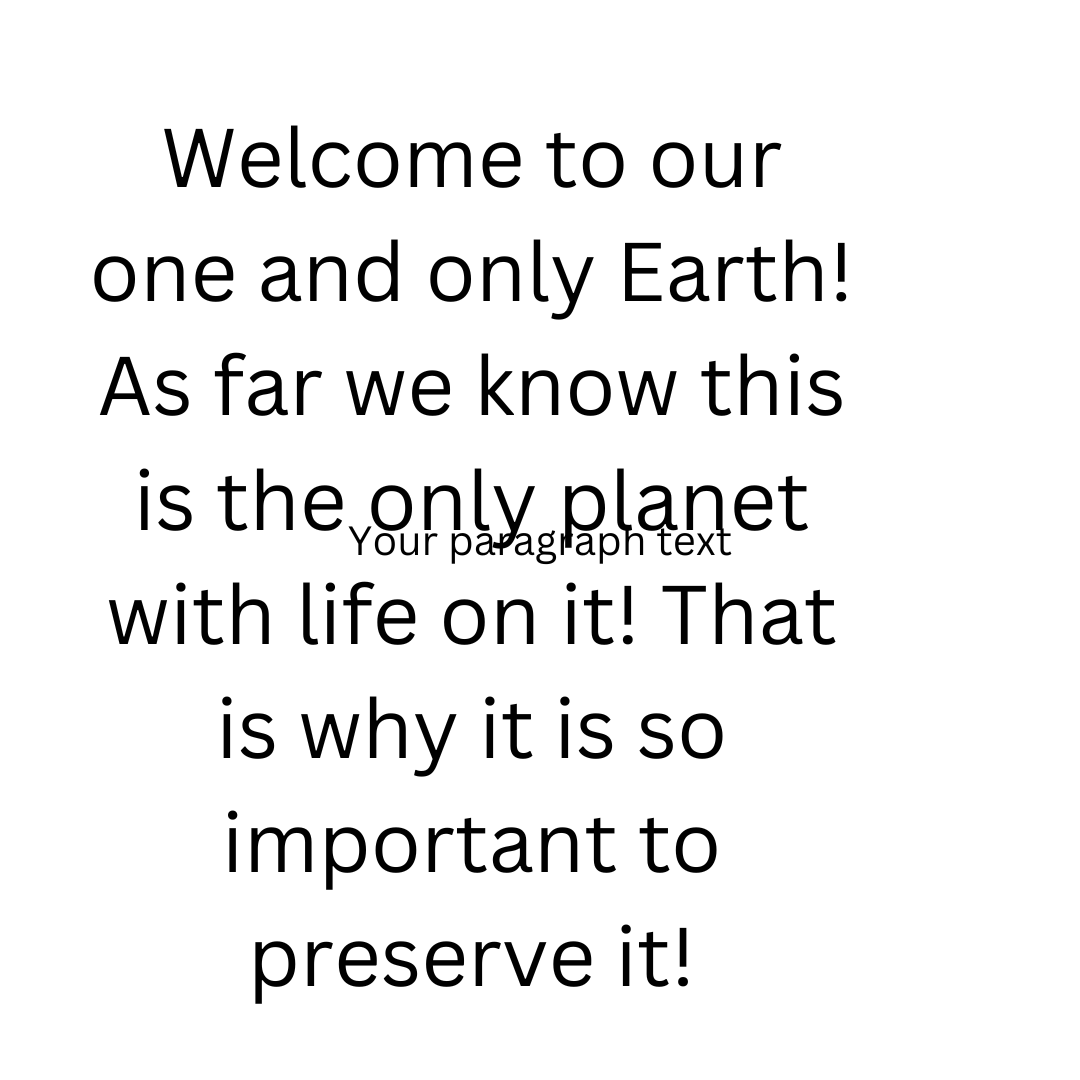 Welcome to our
one and only Earth!
As far we know this
is the only planet
Your paragraph text
with life on it! That
is why it is so
important to
preserve it!